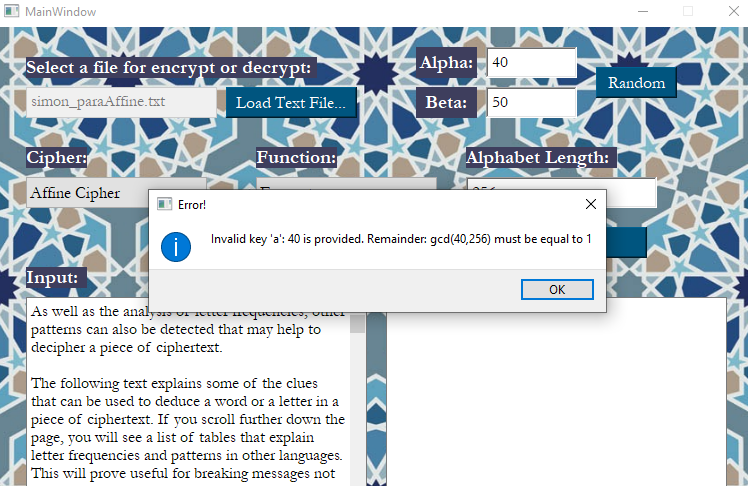 MainWindow
Select a file for encrypt or decrypt:
Alpha:
40
Random
simon_paraAffine.txt
Load Text File...
Beta:
50
Cipher:
Function:
Alphabet Length:
Affine Cipher
Error!
Invalid key 'a': 40 is provided. Remainder: gcd(40,256) must be equal to 1
OK
Input:
As well as the analysis of letter frequencies, other
patterns can also be detected that may help to
decipher a piece of ciphertext.
The following text explains some of the clues
that can be used to deduce a word or a letter in a
piece of ciphertext. If you scroll further down the
page, you will see a list of tables that explain
letter frequencies and patterns in other languages.
This will prove useful for breaking messages not